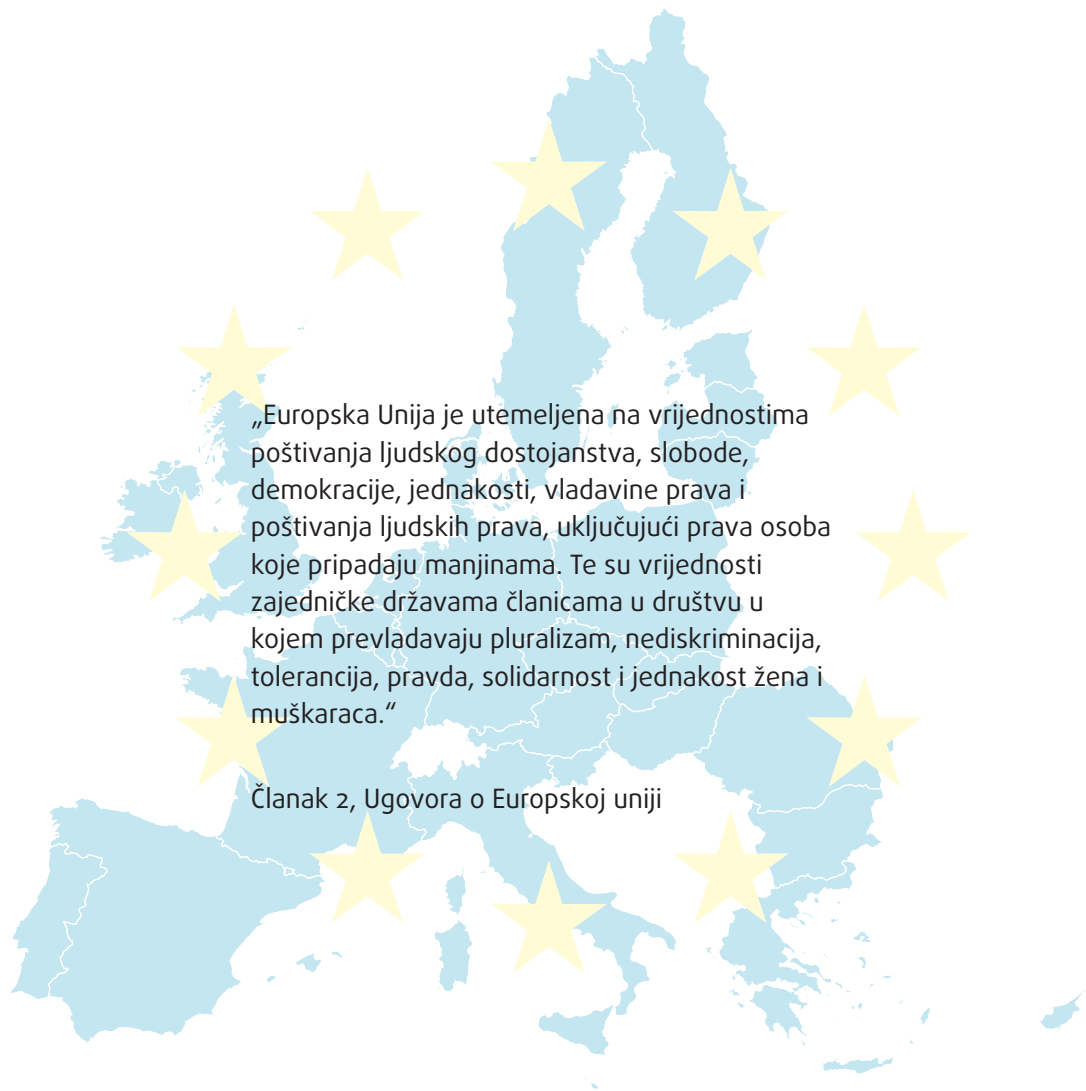 „Europska Unija je utemeljena na vrijednostima
poštivanja ljudskog dostojanstva, slobode,
demokracije, jednakosti, vladavine prava i
poštivanja ljudskih prava, uključujući prava osoba
koje pripadaju manjinama. Te su vrijednosti
zajedničke državama članicama u društvu u
kojem prevladavaju pluralizam, nediskriminacija,
tolerancija, pravda, solidarnost i jednakost žena i
muškaraca.“
Članak 2, Ugovora o Europskoj uniji